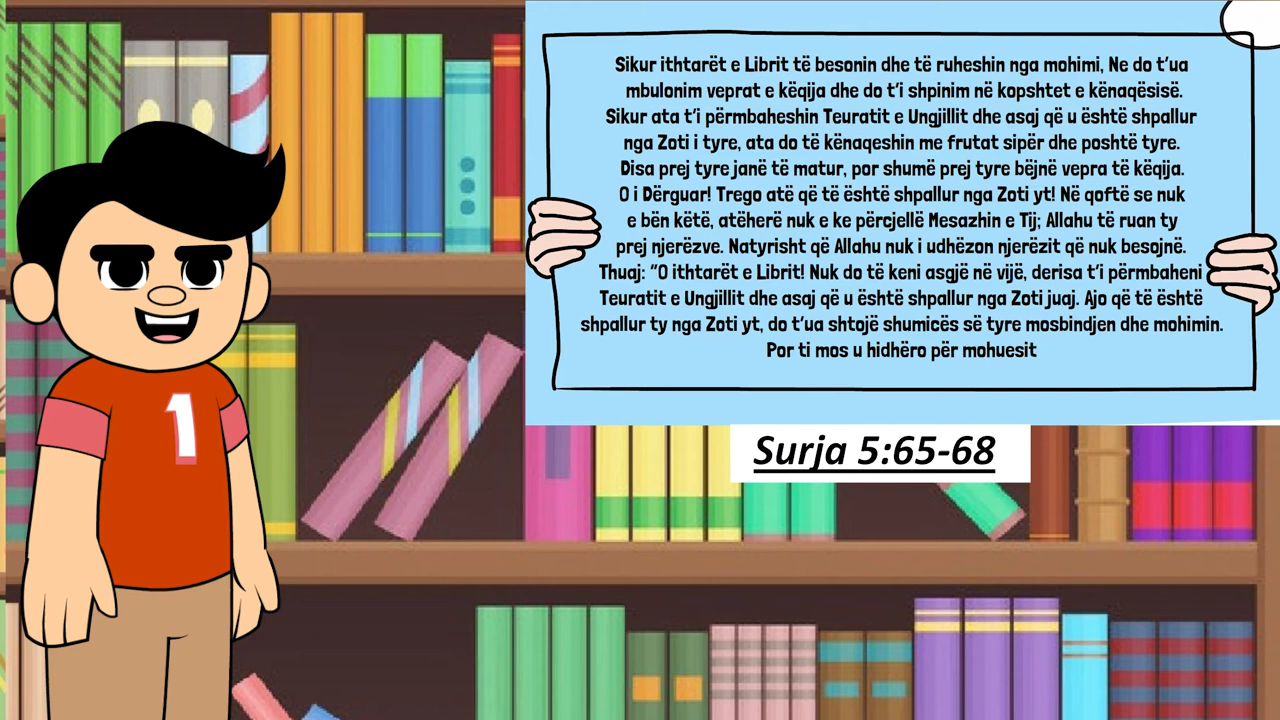 Sikur ithtarët e Librit të besonin dhe të ruheshin nga mohimi, Ne do t'ua
mbulonim veprat e këqija dhe do t'i shpinim në kopshtet e kënaqësisë.
Sikur ata t'i përmbaheshin Teuratit e Ungjillit dhe asaj që u është shpallur
nga Zoti i tyre, ata do të kënaqeshin me frutat sipër dhe poshtë tyre.
Disa prej tyre janë të matur, por shumë prej tyre bëjnë vepra të këqija.
O i Dërguar! Trego atë që të është shpallur nga Zoti yt! Në qoftë se nuk
e bën këtë, atëherë nuk e ke përcjellë Mesazhin e Tij; Allahu të ruan ty
prej njerëzve. Natyrisht që Allahu nuk i udhëzon njerëzit që nuk besojnë.
Thuaj: "O ithtarët e Librit! Nuk do të keni asgjë në vijë, derisa t'i përmbaheni
Teuratit e Ungjillit dhe asaj që u është shpallur nga Zoti juaj. Ajo që të është
shpallur ty nga Zoti yt, do t'ua shtojë shumicës së tyre mosbindjen dhe mohimin.
Por ti mos u hidhëro për mohuesit
Surja 5:65-68
1